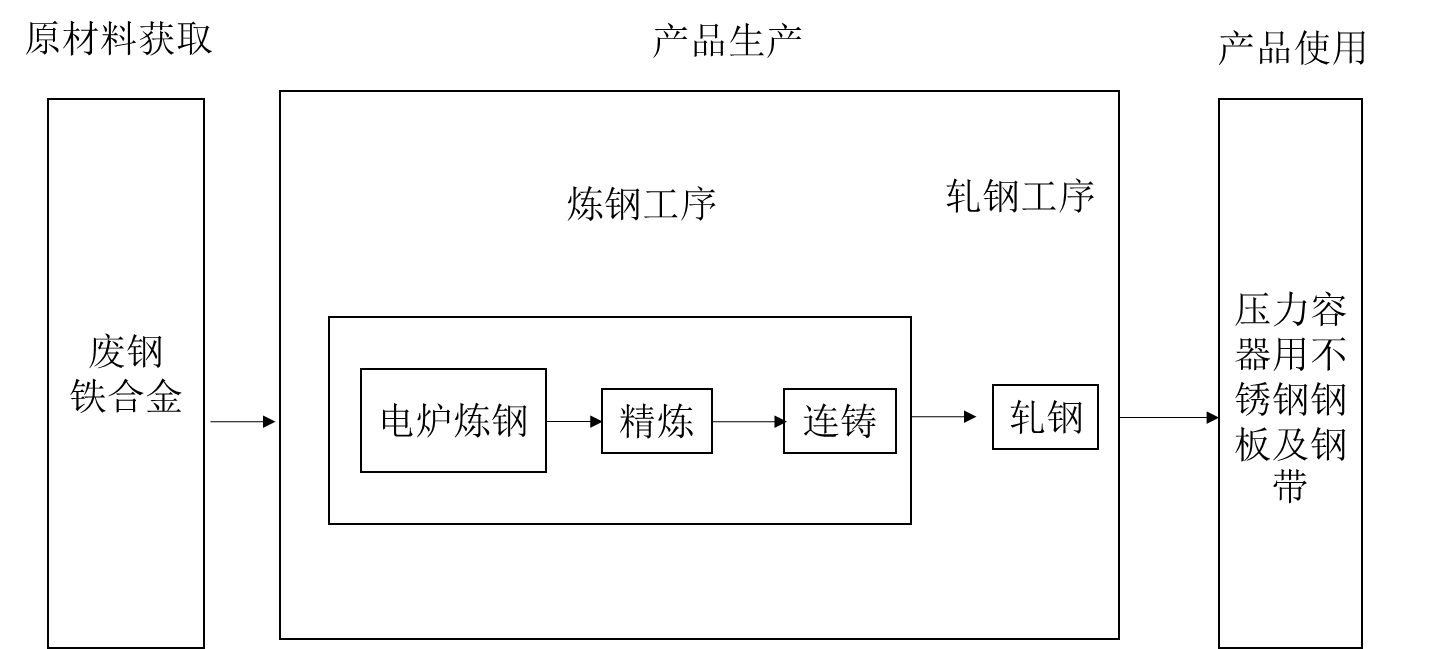 原材料获取
产品生产
产品使用
炼钢工序
轧钢工序
废钢
铁合金
电炉炼钢
精炼
连铸
轧钢
压力容
器用不
锈钢钢
板及钢
带